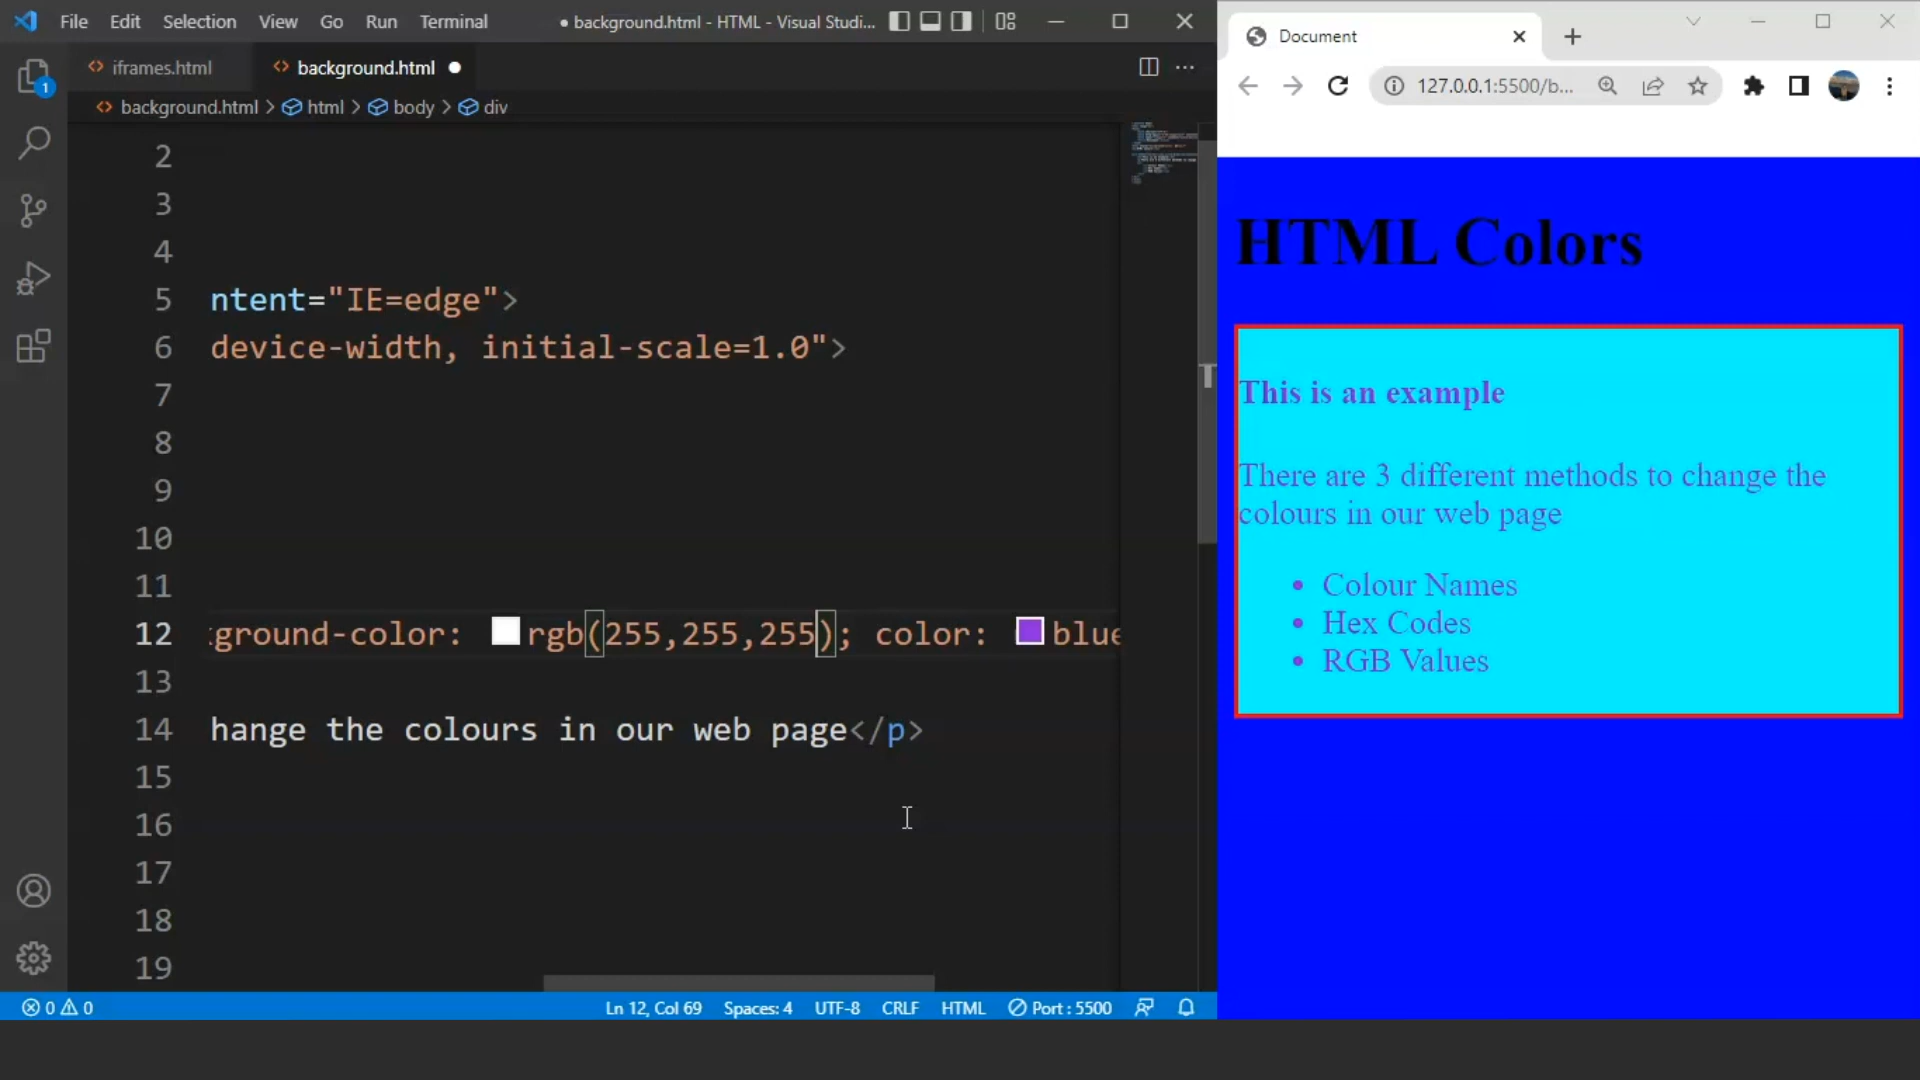 File Edit Selection View Go Run Terminal ● background.html - HTML - Visual Studi...
iframes.html background.html
background.html > html > body > div
2
3
4
5 ntent="IE=edge">
6 device-width, initial-scale=1.0">
7
8
9
10
11
12 ground-color: rgb(255,255,255); color: blue
13
14 hange the colours in our web page</p>
15
16
17
18
19
1
0 0 Ln 12, Col 69 Spaces: 4 UTF-8 CRLF HTML Port : 5500
Document
127.0.0.1:5500/b...
HTML Colors
This is an example
There are 3 different methods to change the
colours in our web page
• Colour Names
• Hex Codes
• RGB Values